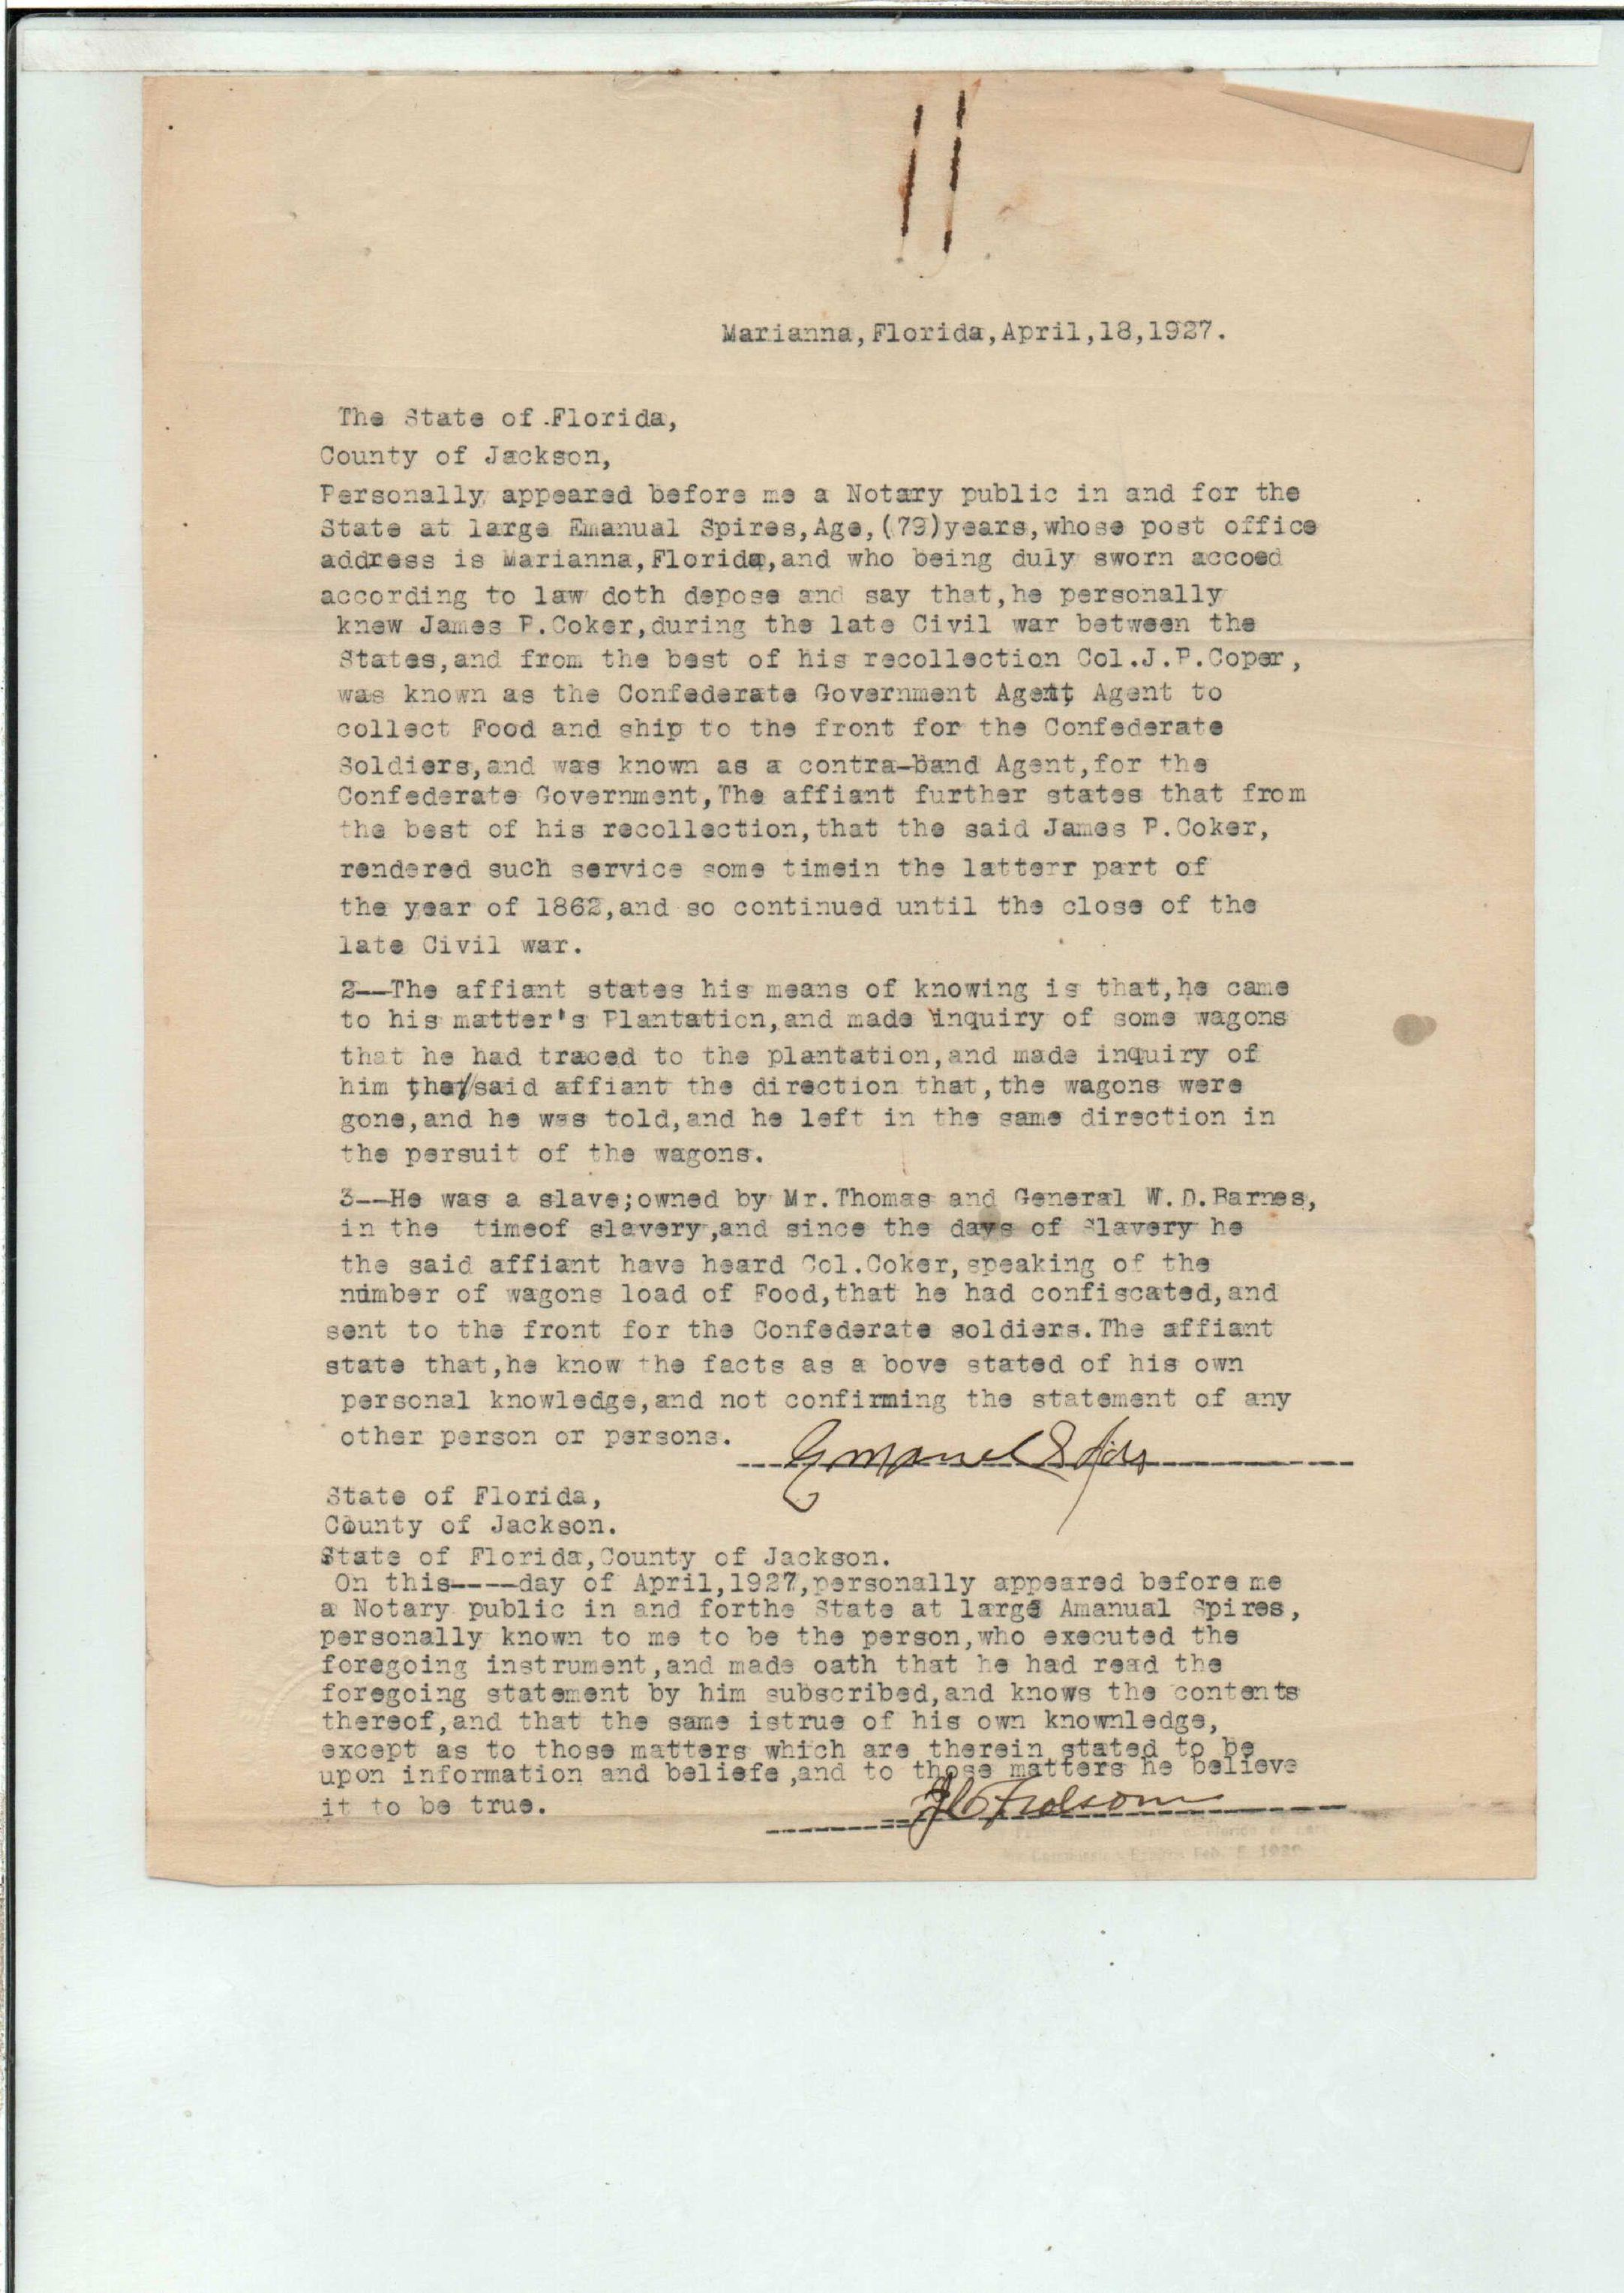 Marianna,Florida,April,18,1927.
The State of Florida,
County of Jackson,
Personally appeared before me a Notary public in and for the
State at large Emanual Spires,Age,(79)years,whose post office
address is Marianna,Florida,and who being duly sworn accoed
according to law doth depose and say that,he personally
knew James P.Coker,during the late Civil war between the
States,and from the best of his recollection Col.J.P.Coper,
was known as the Confederate Government Agent, Agent to
collect Food and ship to the front for the Confederate
Soldiers,and was known as a contra-band Agent,for the
Confederate Government,The affiant further states that from
the best of his recollection,that the said James P.Coker,
rendered such service some timein the latterr part of
the year of 1862,and so continued until the close of the
late Civil war.
2--The affiant states his means of knowing is that,he came
to his matter's Plantation,and made inquiry of some wagons
that he had traced to the plantation,and made inquiry of
him the/said affiant the direction that,the wagons were
gone,and he was told,and he left in the same direction in
the persuit of the wagons.
3--He was a slave;owned by Mr.Thomas and General W.D.Barnes,
in the timeof slavery,and since the days of Slavery he
the said affiant have heard Col.Coker,speaking of the
number of wagons load of Food,that he had confiscated,and
sent to the front for the Confederate soldiers.The affiant
state that,he know the facts as a bove stated of his own
personal knowledge,and not confirming the statement of any
other person or persons.
State of Florida,
County of Jackson.
State of Florida,County of Jackson.
On this----day of April,1927,personally appeared before me
a Notary public in and forthe State at large Amanual Spires,
personally known to me to be the person,who executed the
foregoing instrument,and made oath that he had read the
foregoing statement by him subscribed,and knows the contents
thereof,and that the same istrue of his own knownledge,
except as to those matters which are therein stated to be
upon information and beliefe,and to those matters he believe
it to be true.
Folsom